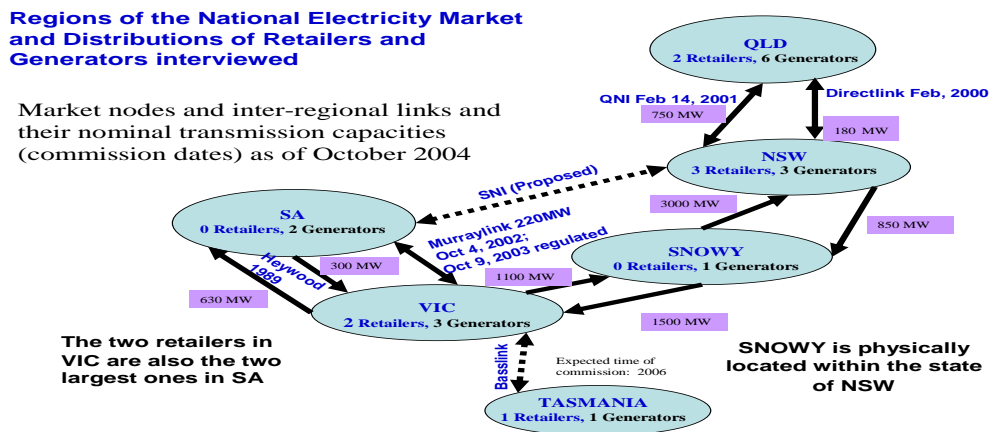 Regions of the National Electricity Market
and Distributions of Retailers and
Generators interviewed
Market nodes and inter-regional links and
their nominal transmission capacities
(commission dates) as of October 2004
QLD
2 Retailers, 6 Generators
QNI Feb 14, 2001
750 MW
Directlink Feb, 2000
180 MW
NSW
3 Retailers, 3 Generators
SNI (Proposed)
SA
0 Retailers, 2 Generators
3000 MW
850 MW
Murraylink 220MW
Oct 4, 2002;
Oct 9, 2003 regulated
SNOWY
0 Retailers, 1 Generators
Heywood
1989
300 MW
1100 MW
630 MW
VIC
2 Retailers, 3 Generators
1500 MW
The two retailers in
VIC are also the two
largest ones in SA
Basslink
Expected time of
commission: 2006
SNOWY is physically
located within the state
of NSW
TASMANIA
1 Retailers, 1 Generators